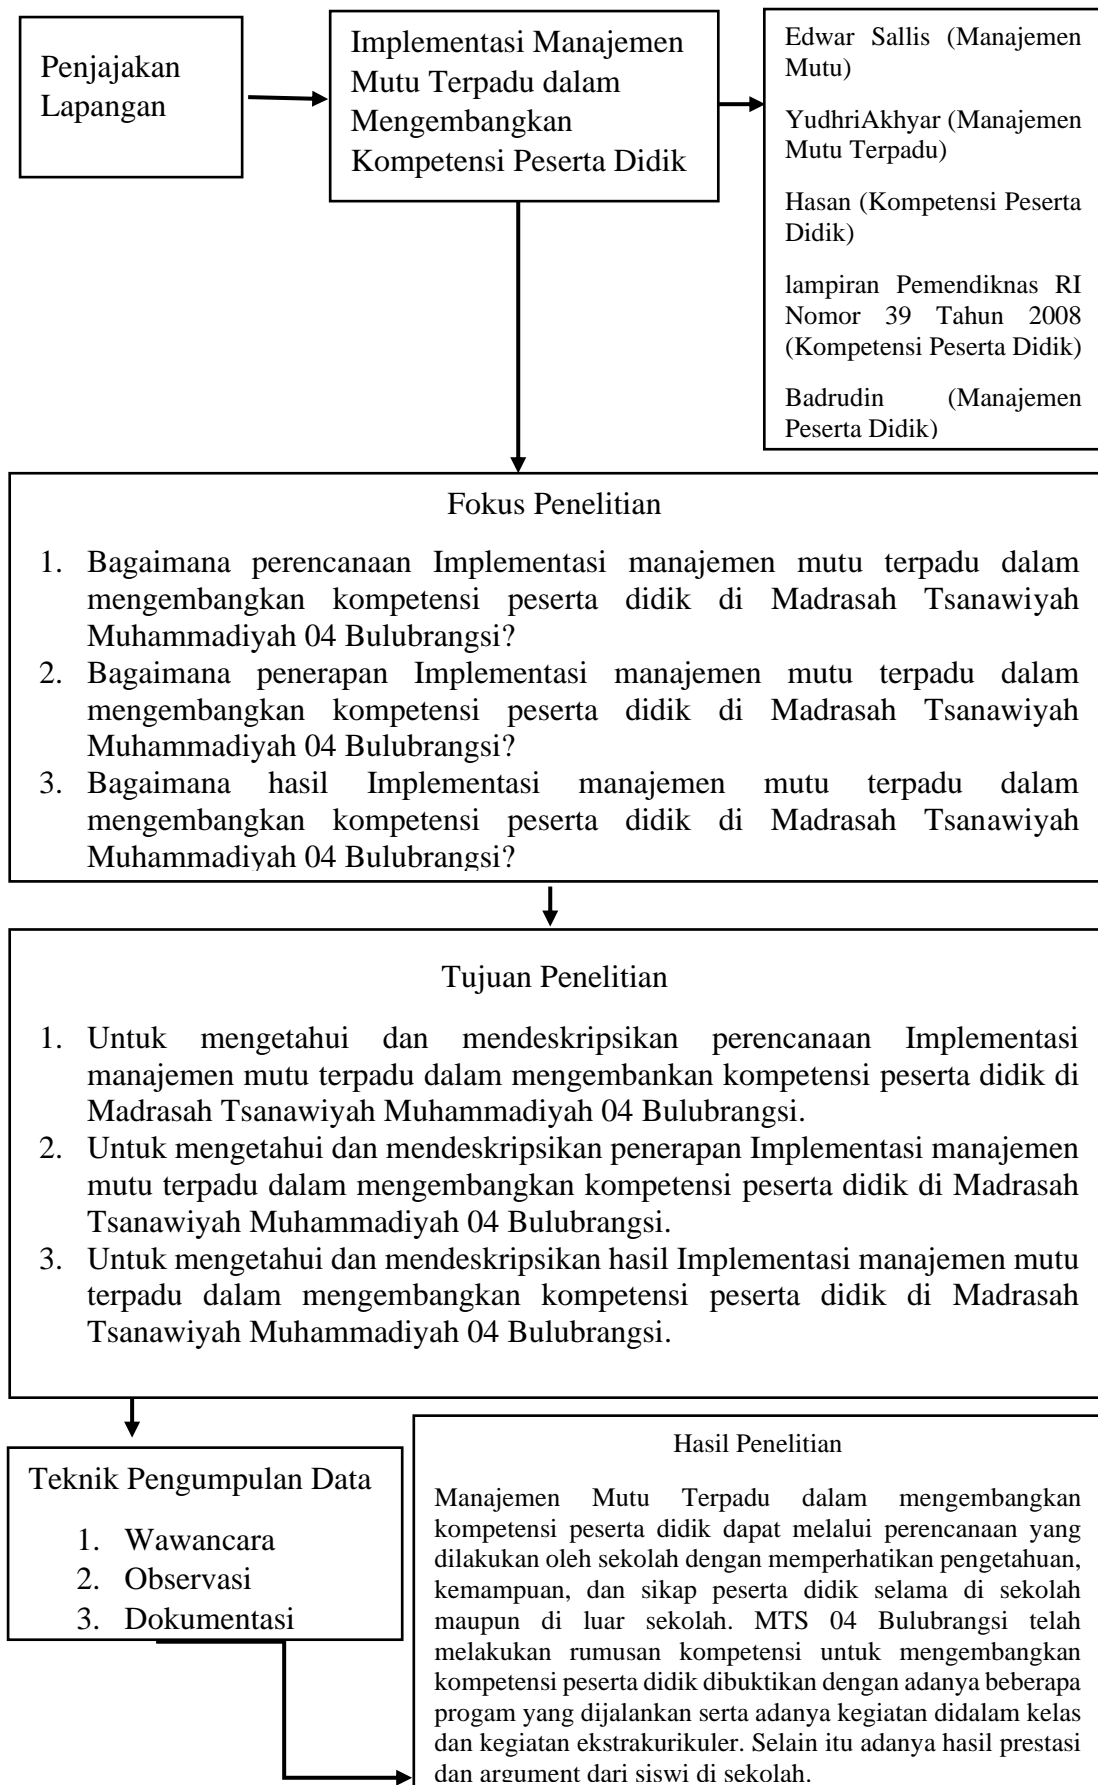 Penjajakan
Lapangan
Implementasi Manajemen
Mutu Terpadu dalam
Mengembangkan
Kompetensi Peserta Didik
Edwar Sallis (Manajemen
Mutu)
YudhriAkhyar (Manajemen
Mutu Terpadu)
Hasan (Kompetensi Peserta
Didik)
lampiran Pemendiknas RI
Nomor 39 Tahun 2008
(Kompetensi Peserta Didik)
Badrudin (Manajemen
Peserta Didik)
Fokus Penelitian
1. Bagaimana perencanaan Implementasi manajemen mutu terpadu dalam
mengembangkan kompetensi peserta didik di Madrasah Tsanawiyah
Muhammadiyah 04 Bulubrangsi?
2. Bagaimana penerapan Implementasi manajemen mutu terpadu dalam
mengembangkan kompetensi peserta didik di Madrasah Tsanawiyah
Muhammadiyah 04 Bulubrangsi?
3. Bagaimana hasil Implementasi manajemen mutu terpadu dalam
mengembangkan kompetensi peserta didik di Madrasah Tsanawiyah
Muhammadiyah 04 Bulubrangsi?
Tujuan Penelitian
1. Untuk mengetahui dan mendeskripsikan perencanaan Implementasi
manajemen mutu terpadu dalam mengembankan kompetensi peserta didik di
Madrasah Tsanawiyah Muhammadiyah 04 Bulubrangsi.
2. Untuk mengetahui dan mendeskripsikan penerapan Implementasi manajemen
mutu terpadu dalam mengembangkan kompetensi peserta didik di Madrasah
Tsanawiyah Muhammadiyah 04 Bulubrangsi.
3. Untuk mengetahui dan mendeskripsikan hasil Implementasi manajemen mutu
terpadu dalam mengembangkan kompetensi peserta didik di Madrasah
Tsanawiyah Muhammadiyah 04 Bulubrangsi.
Teknik Pengumpulan Data
1. Wawancara
2. Observasi
3. Dokumentasi
Hasil Penelitian
Manajemen Mutu Terpadu dalam mengembangkan
kompetensi peserta didik dapat melalui perencanaan yang
dilakukan oleh sekolah dengan memperhatikan pengetahuan,
kemampuan, dan sikap peserta didik selama di sekolah
maupun di luar sekolah. MTS 04 Bulubrangsi telah
melakukan rumusan kompetensi untuk mengembangkan
kompetensi peserta didik dibuktikan dengan adanya beberapa
progam yang dijalankan serta adanya kegiatan didalam kelas
dan kegiatan ekstrakurikuler. Selain itu adanya hasil prestasi
dan argument dari siswi di sekolah.